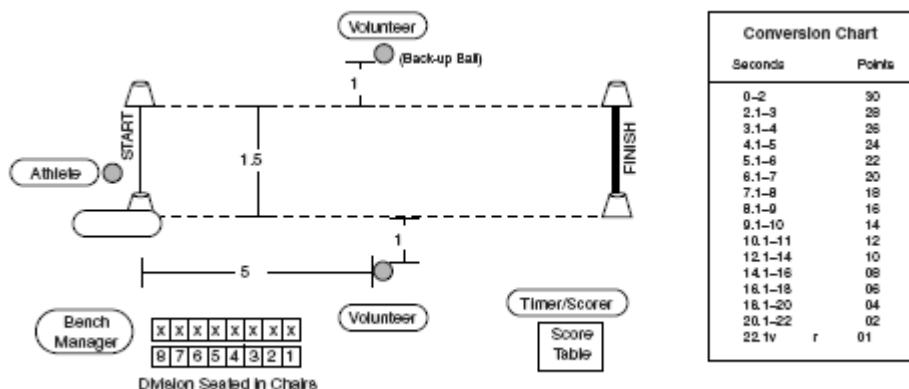 Volunteer
(Back-up Ball)
1
START
1.5
FINISH
Athlete
1
5
Volunteer
Timer/Scorer
Bench
Manager
X X X X X X X X
8 7 6 5 4 3 2 1
Score
Table
Division Seated in Chairs
Conversion Chart
Seconds Points
0–2 30
2.1–3 28
3.1–4 26
4.1–5 24
5.1–6 22
6.1–7 20
7.1–8 18
8.1–9 16
9.1–10 14
10.1–11 12
12.1–14 10
14.1–16 08
16.1–18 06
18.1–20 04
20.1–22 02
22.1v r 01